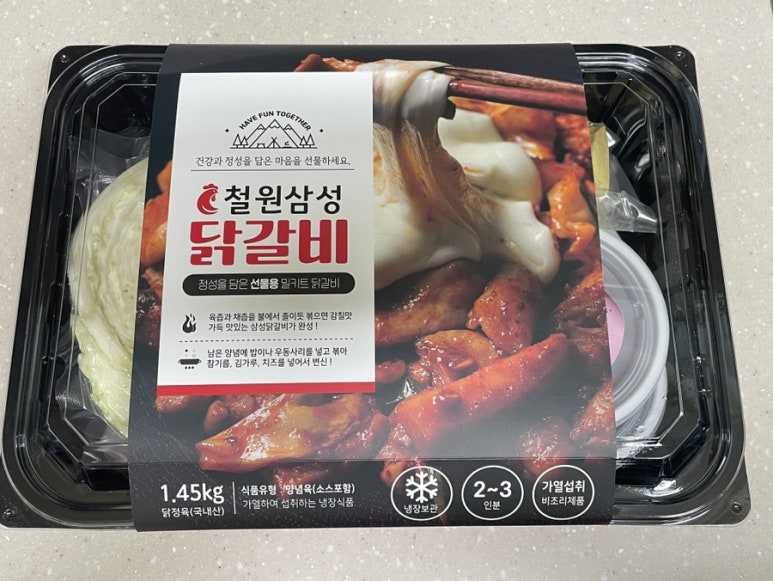 HAVE FUN TOGETHER
건강과 정성을 담은 마음을 선물하세요.
철원삼성
닭갈비
정성을 담은 선물용 밀키트 닭갈비
육즙과 채즙을 불에서 졸이듯 볶으면 감칠맛
가득 맛있는 삼성닭갈비가 완성 !
남은 양념에 밥이나 우동사리를 넣고 볶아
참기름, 김가루, 치즈를 넣어서 변신 !
1.45kg
닭정육(국내산)
식품유형 양념육(소스포함)
가열하여 섭취하는 냉장식품
냉장보관
2~3
인분
가열섭취
비조리제품